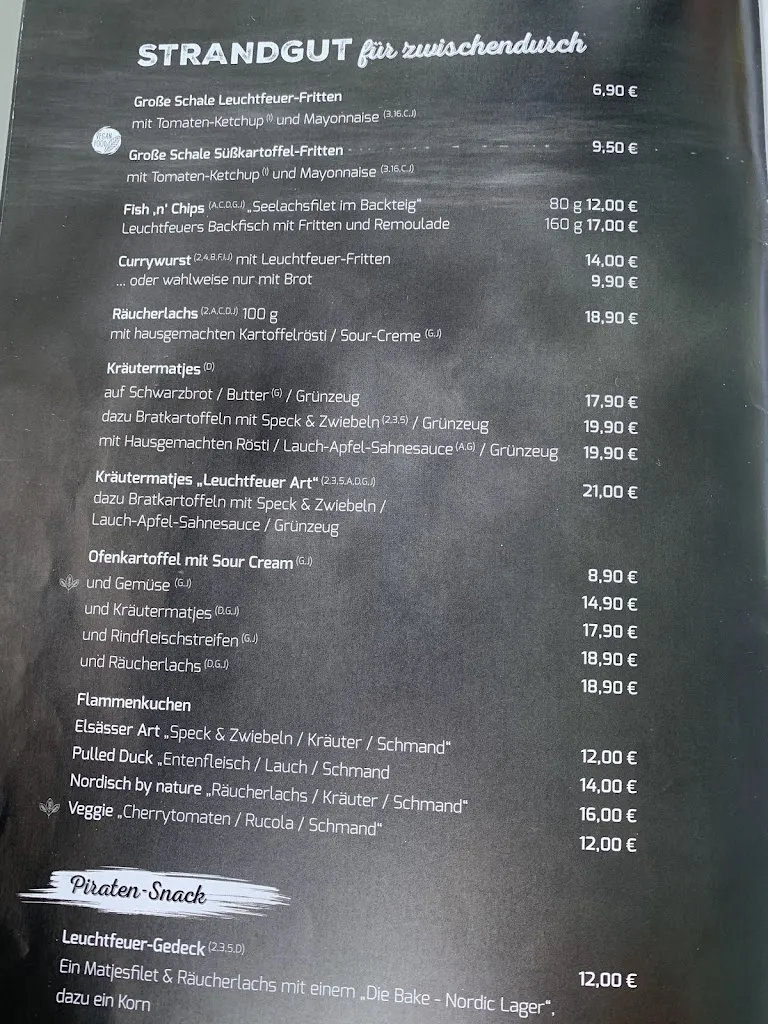 STRANDGUT für zwischendurch
Große Schale Leuchtfeuer-Fritten 6,90 €
mit Tomaten-Ketchup (I) und Mayonnaise (3,16,C,J)
VEGAN FOOD
Große Schale Süßkartoffel-Fritten 9,50 €
mit Tomaten-Ketchup (I) und Mayonnaise (3,16,C,J)
Fish ‚n' Chips (A,C,D,G,J) „Seelachsfilet im Backteig" 80 g 12,00 €
Leuchtfeuers Backfisch mit Fritten und Remoulade 160 g 17,00 €
Currywurst (2,4,8,F,I,J) mit Leuchtfeuer-Fritten 14,00 €
... oder wahlweise nur mit Brot 9,90 €
Räucherlachs (2,A,C,D,J) 100 g 18,90 €
mit hausgemachten Kartoffelrösti / Sour-Creme (G,J)
Kräutermatjes (D)
auf Schwarzbrot / Butter (G) / Grünzeug 17,90 €
dazu Bratkartoffeln mit Speck & Zwiebeln (2,3,5) / Grünzeug 19,90 €
mit Hausgemachten Rösti / Lauch-Apfel-Sahnesauce (A,G) / Grünzeug 19,90 €
Kräutermatjes „Leuchtfeuer Art" (2,3,5,A,D,G,J) 21,00 €
dazu Bratkartoffeln mit Speck & Zwiebeln /
Lauch-Apfel-Sahnesauce / Grünzeug
Ofenkartoffel mit Sour Cream (G,J) 8,90 €
und Gemüse (G,J) 14,90 €
und Kräutermatjes (D,G,J) 17,90 €
und Rindfleischstreifen (G,J) 18,90 €
und Räucherlachs (D,G,J) 18,90 €
Flammenkuchen
Elsässer Art „Speck & Zwiebeln / Kräuter / Schmand" 12,00 €
Pulled Duck „Entenfleisch / Lauch / Schmand 14,00 €
Nordisch by nature „Räucherlachs / Kräuter / Schmand" 16,00 €
Veggie „Cherrytomaten / Rucola / Schmand" 12,00 €
Piraten-Snack
Leuchtfeuer-Gedeck (2,3,5,D) 12,00 €
Ein Matjesfilet & Räucherlachs mit einem „Die Bake - Nordic Lager",
dazu ein Korn